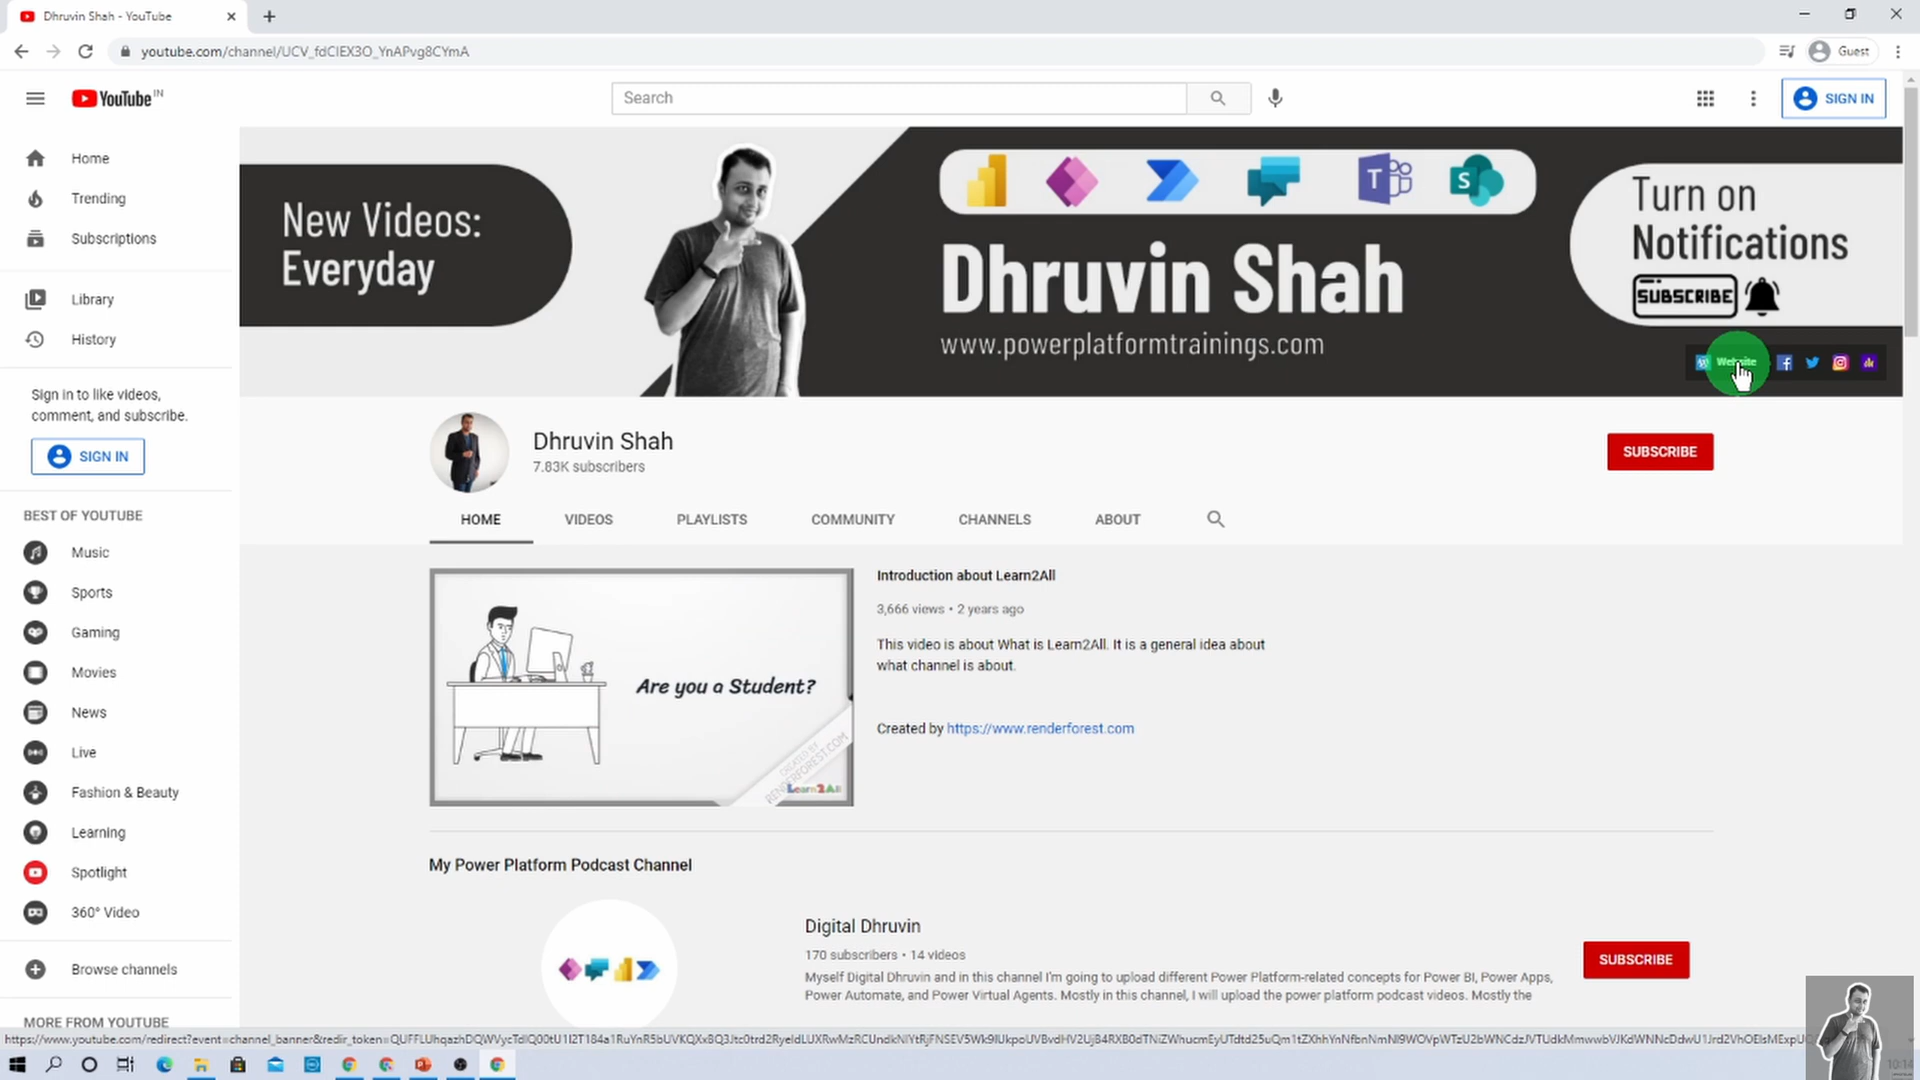 Dhruvin Shah - YouTube
youtube.com/channel/UCV_fdCIEX3O_YnAPvg8CYmA
Guest
YouTube IN
Search
SIGN IN
Home
Trending
Subscriptions
Library
History
Sign in to like videos,
comment, and subscribe.
SIGN IN
BEST OF YOUTUBE
Music
Sports
Gaming
Movies
News
Live
Fashion & Beauty
Learning
Spotlight
360° Video
Browse channels
MORE FROM YOUTUBE
New Videos:
Everyday
Dhruvin Shah
www.powerplatformtrainings.com
Turn on
Notifications
SUBSCRIBE
Website
Dhruvin Shah
7.83K subscribers
SUBSCRIBE
HOME
VIDEOS
PLAYLISTS
COMMUNITY
CHANNELS
ABOUT
Are you a Student?
CREATED BY
RENDERFOREST.COM
Learn2All
Introduction about Learn2All
3,666 views • 2 years ago
This video is about What is Learn2All. It is a general idea about
what channel is about.
Created by https://www.renderforest.com
My Power Platform Podcast Channel
Digital Dhruvin
170 subscribers • 14 videos
Myself Digital Dhruvin and in this channel I'm going to upload different Power Platform-related concepts for Power BI, Power Apps,
Power Automate, and Power Virtual Agents. Mostly in this channel, I will upload the power platform podcast videos. Mostly the
SUBSCRIBE
10:14